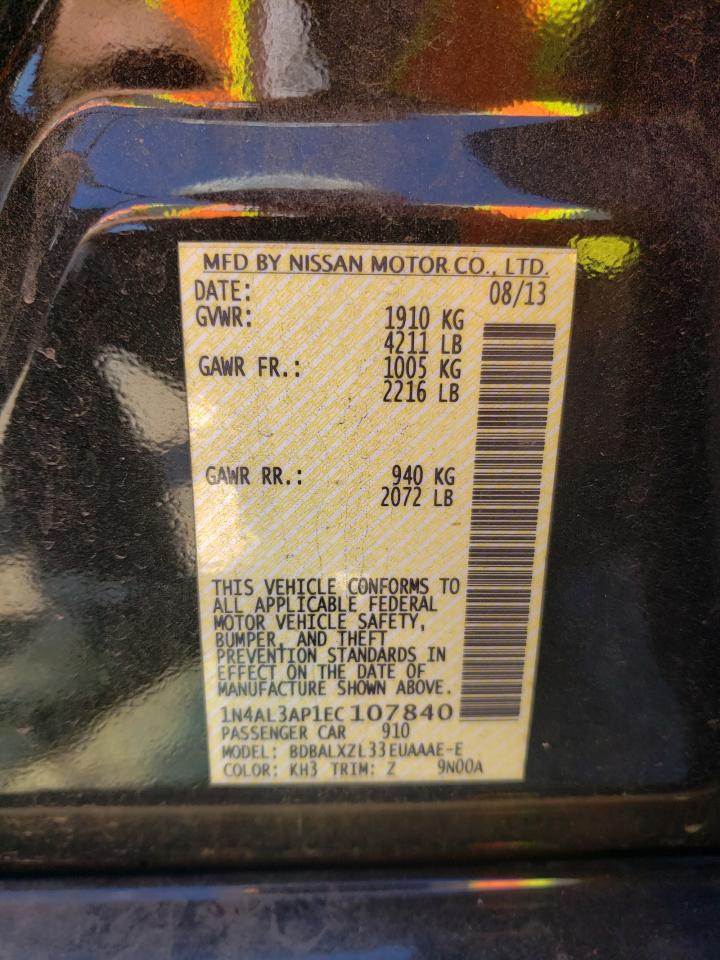 MFD BY NISSAN MOTOR CO., LTD.
DATE: 08/13
GVWR: 1910 KG
4211 LB
GAWR FR.: 1005 KG
2216 LB
GAWR RR.: 940 KG
2072 LB
THIS VEHICLE CONFORMS TO
ALL APPLICABLE FEDERAL
MOTOR VEHICLE SAFETY,
BUMPER, AND THEFT
PREVENTION STANDARDS IN
EFFECT ON THE DATE OF
MANUFACTURE SHOWN ABOVE.
1N4AL3AP1EC107840
PASSENGER CAR 910
MODEL: BDBALXZL33EUAAAE-E
COLOR: KH3 TRIM: Z 9N00A